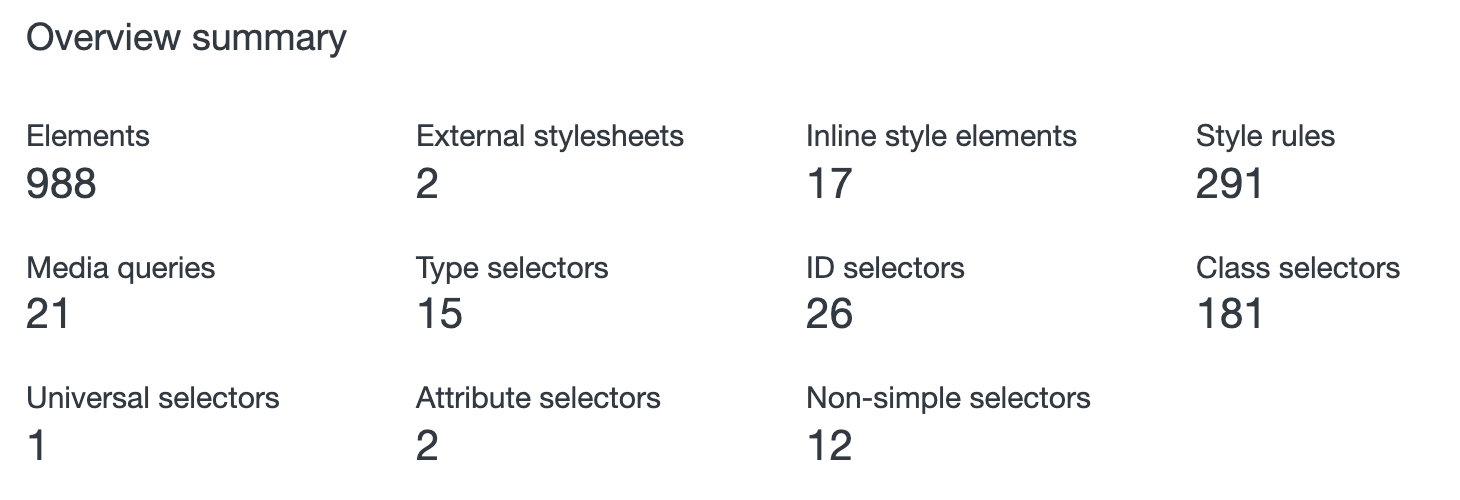 Overview summary
Elements
988
External stylesheets
2
Inline style elements
17
Style rules
291
Media queries
21
Type selectors
15
ID selectors
26
Class selectors
181
Universal selectors
1
Attribute selectors
2
Non-simple selectors
12